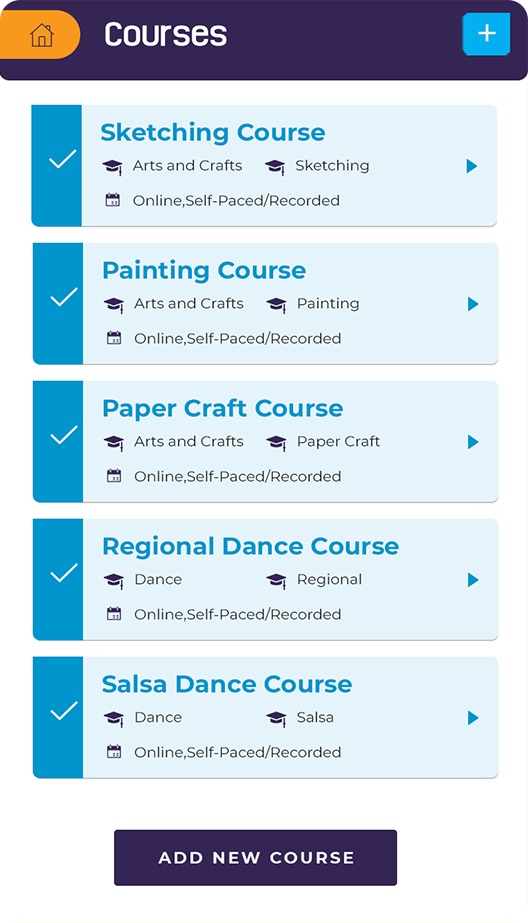 Courses
Sketching Course
Arts and Crafts Sketching
Online,Self-Paced/Recorded
Painting Course
Arts and Crafts Painting
Online,Self-Paced/Recorded
Paper Craft Course
Arts and Crafts Paper Craft
Online,Self-Paced/Recorded
Regional Dance Course
Dance Regional
Online,Self-Paced/Recorded
Salsa Dance Course
Dance Salsa
Online,Self-Paced/Recorded
ADD NEW COURSE